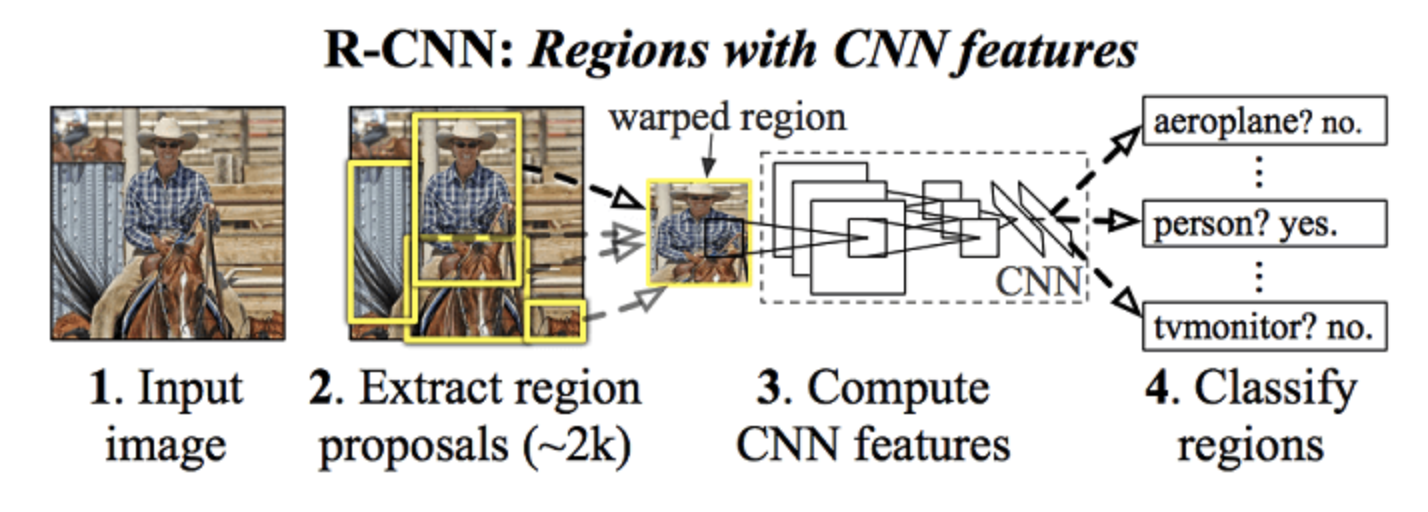 R-CNN: Regions with CNN features
warped region
aeroplane? no.
⋮
person? yes.
⋮
tvmonitor? no.
CNN
1. Input
image
2. Extract region
proposals (~2k)
3. Compute
CNN features
4. Classify
regions